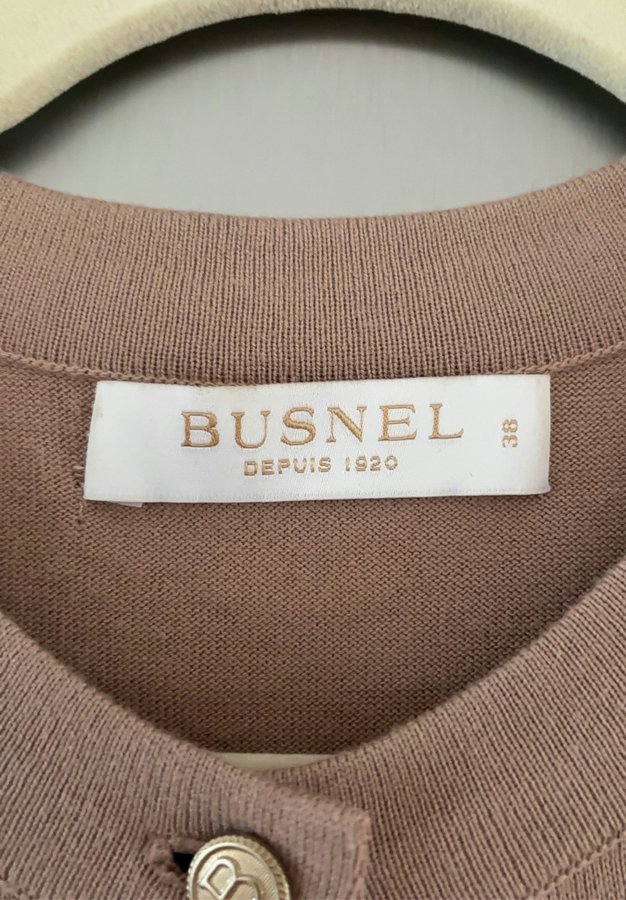 BUSNEL
DEPUIS 1920
38
B